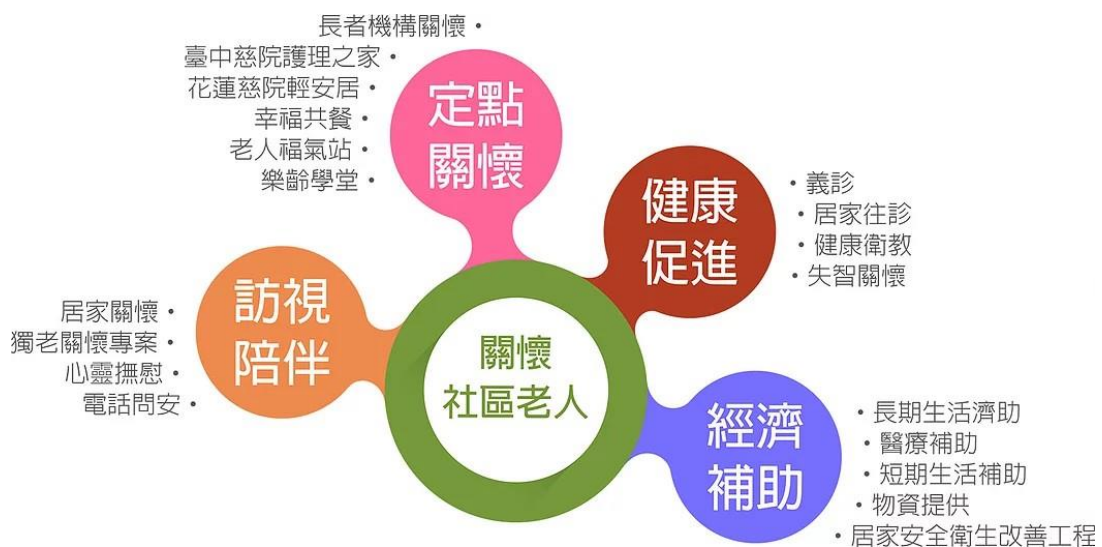 長者機構關懷 •
臺中慈院護理之家 •
花蓮慈院輕安居 •
幸福共餐 •
老人福氣站 •
樂齡學堂 •
定點
關懷
健康
促進
• 義診
• 居家往診
• 健康衛教
• 失智關懷
訪視
陪伴
居家關懷 •
獨老關懷專案 •
心靈撫慰 •
電話問安 •
關懷
社區老人
經濟
補助
• 長期生活濟助
• 醫療補助
• 短期生活補助
• 物資提供
• 居家安全衛生改善工程